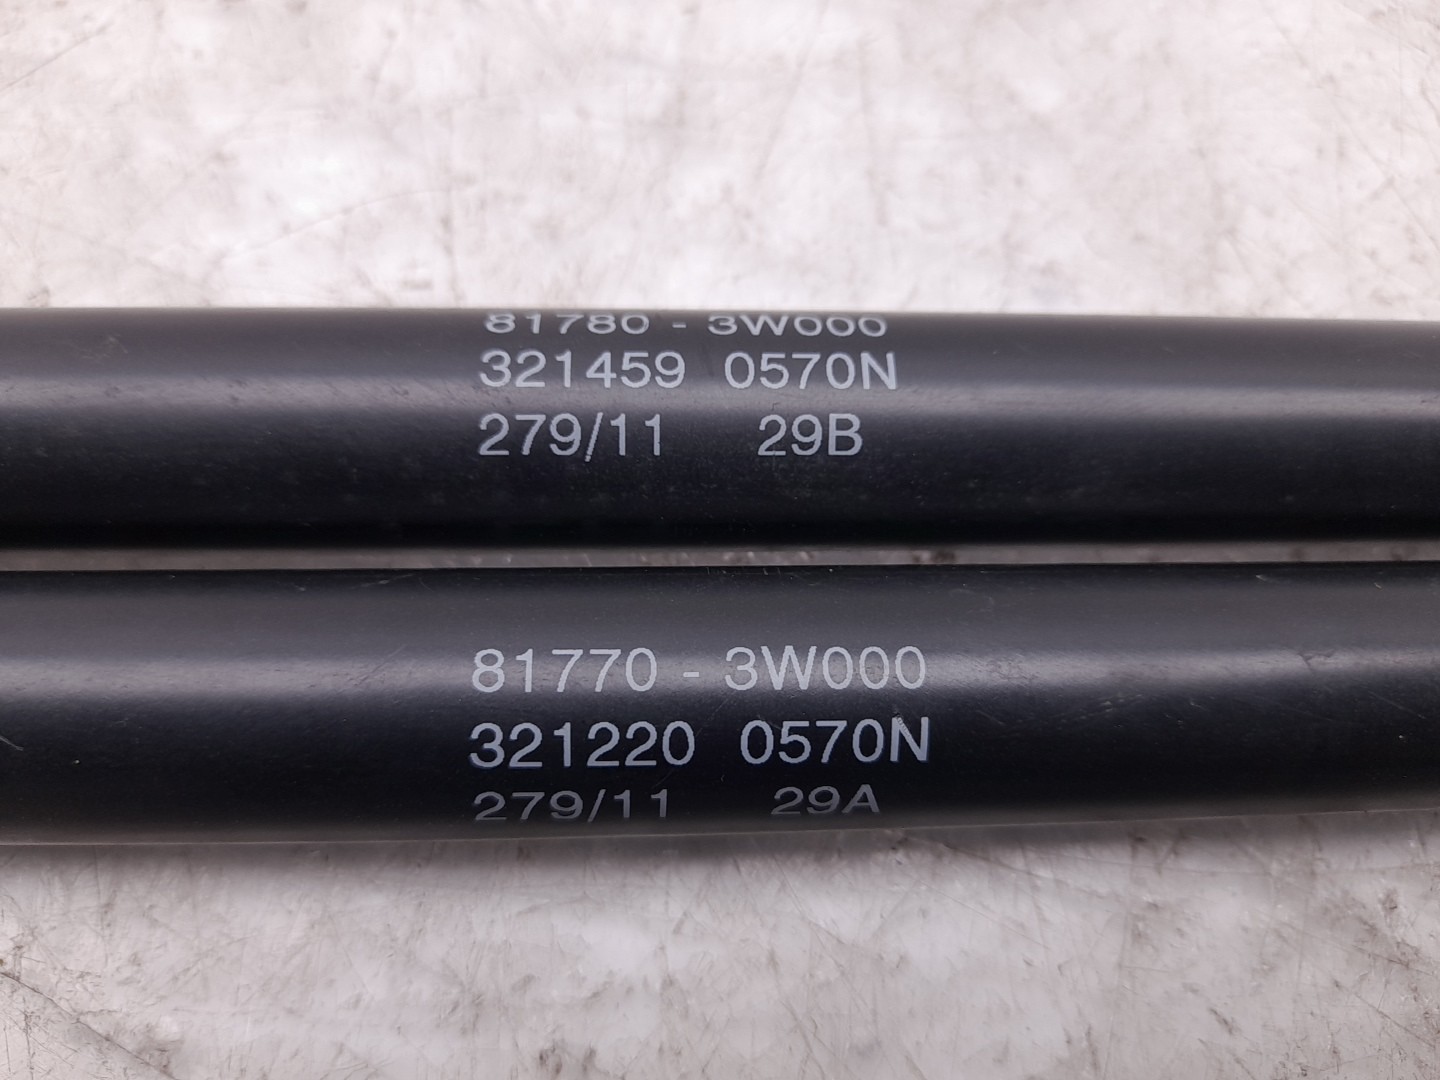 81780 - 3W000
321459 0570N
279/11 29B
81770 - 3W000
321220 0570N
279/11 29A